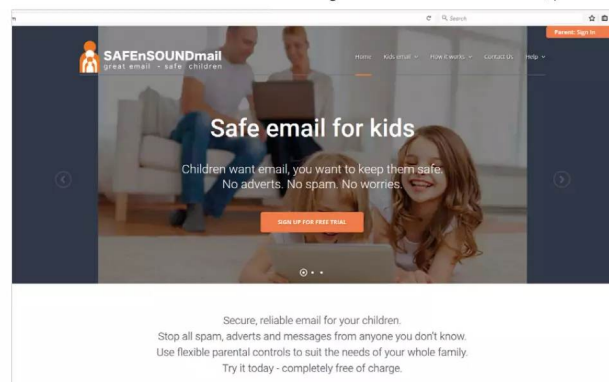 Search
Parent: Sign In
SAFEnSOUNDmail
great email - safe children
Home Kids email How it works Contact Us Help
Safe email for kids
Children want email, you want to keep them safe.
No adverts. No spam. No worries.
SIGN UP FOR FREE TRIAL
Secure, reliable email for your children.
Stop all spam, adverts and messages from anyone you don't know.
Use flexible parental controls to suit the needs of your whole family.
Try it today - completely free of charge.